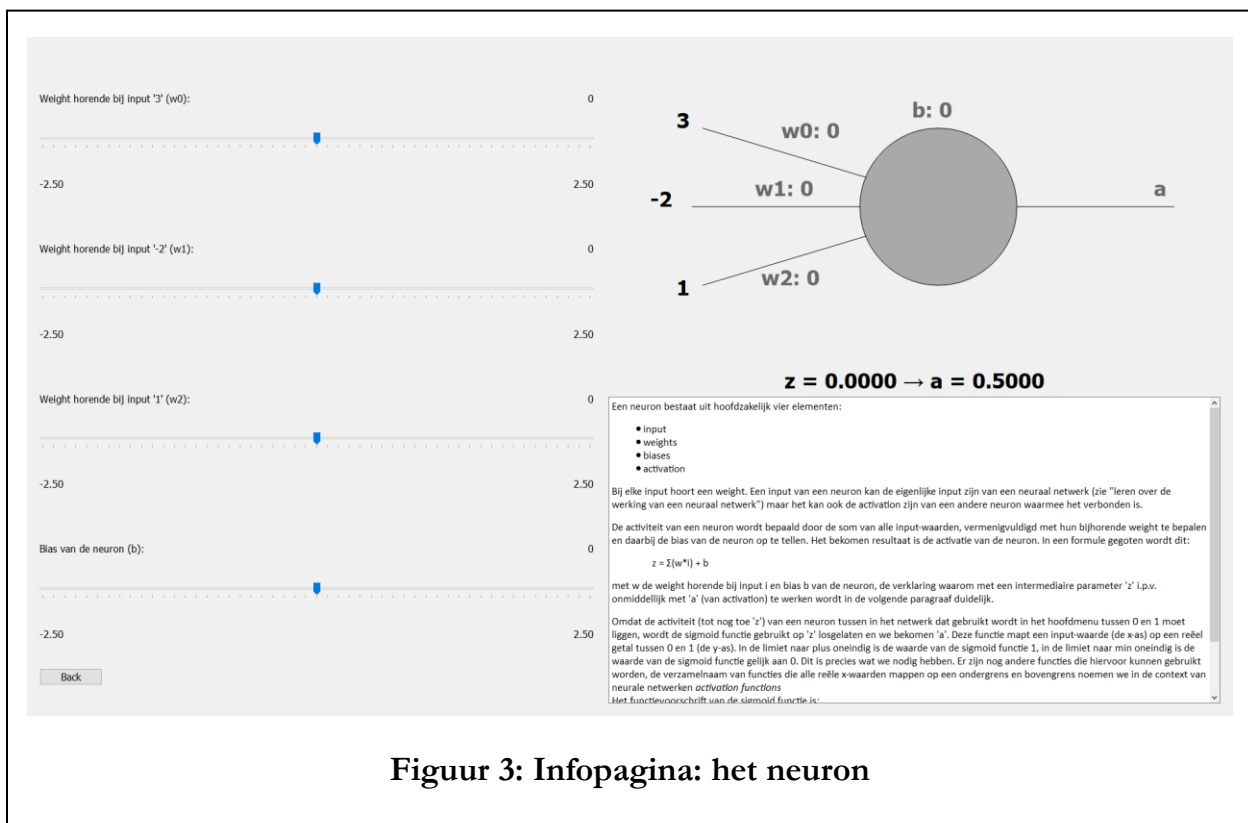 Weight horende bij input '3' (w0):
0
-2.50
2.50
Weight horende bij input '-2' (w1):
0
-2.50
2.50
Weight horende bij input '1' (w2):
0
-2.50
2.50
Bias van de neuron (b):
0
-2.50
2.50
Back
b: 0
3
w0: 0
-2
w1: 0
a
1
w2: 0
z = 0.0000 → a = 0.5000
Een neuron bestaat uit hoofdzakelijk vier elementen:
● input
● weights
● biases
● activation
Bij elke input hoort een weight. Een input van een neuron kan de eigenlijke input zijn van een neuraal netwerk (zie "leren over de
werking van een neuraal netwerk") maar het kan ook de activation zijn van een andere neuron waarmee het verbonden is.
De activiteit van een neuron wordt bepaald door de som van alle input-waarden, vermenigvuldigd met hun bijhorende weight te bepalen
en daarbij de bias van de neuron op te tellen. Het bekomen resultaat is de activatie van de neuron. In een formule gegoten wordt dit:
z = Σ(w*i) + b
met w de weight horende bij input i en bias b van de neuron, de verklaring waarom met een intermediaire parameter 'z' i.p.v.
onmiddellijk met 'a' (van activation) te werken wordt in de volgende paragraaf duidelijk.
Omdat de activiteit (tot nog toe 'z') van een neuron tussen in het netwerk dat gebruikt wordt in het hoofdmenu tussen 0 en 1 moet
liggen, wordt de sigmoid functie gebruikt op 'z' losgelaten en we bekomen 'a'. Deze functie mapt een input-waarde (de x-as) op een reëel
getal tussen 0 en 1 (de y-as). In de limiet naar plus oneindig is de waarde van de sigmoid functie 1, in de limiet naar min oneindig is de
waarde van de sigmoid functie gelijk aan 0. Dit is precies wat we nodig hebben. Er zijn nog andere functies die hiervoor kunnen gebruikt
worden, de verzamelnaam van functies die alle reële x-waarden mappen op een ondergrens en bovengrens noemen we in de context van
neurale netwerken activation functions
Het functievoorschrift van de sigmoid functie is:
Figuur 3: Infopagina: het neuron